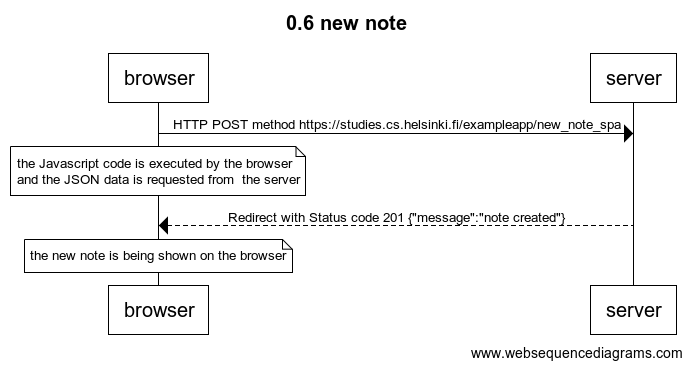 0.6 new note
browser
server
HTTP POST method https://studies.cs.helsinki.fi/exampleapp/new_note_spa
the Javascript code is executed by the browser
and the JSON data is requested from  the server
Redirect with Status code 201 {"message":"note created"}
the new note is being shown on the browser
browser
server
www.websequencediagrams.com